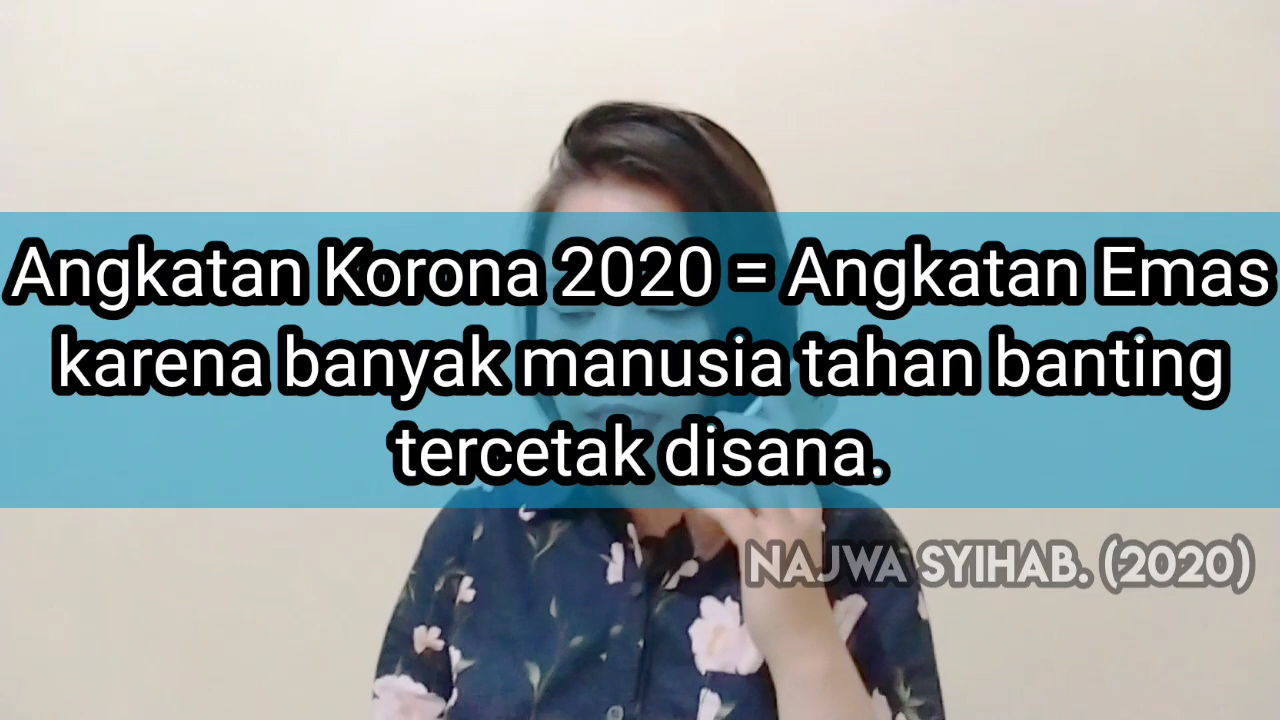 Angkatan Korona 2020 = Angkatan Emas
karena banyak manusia tahan banting
tercetak disana.
NAJWA SYIHAB. (2020)